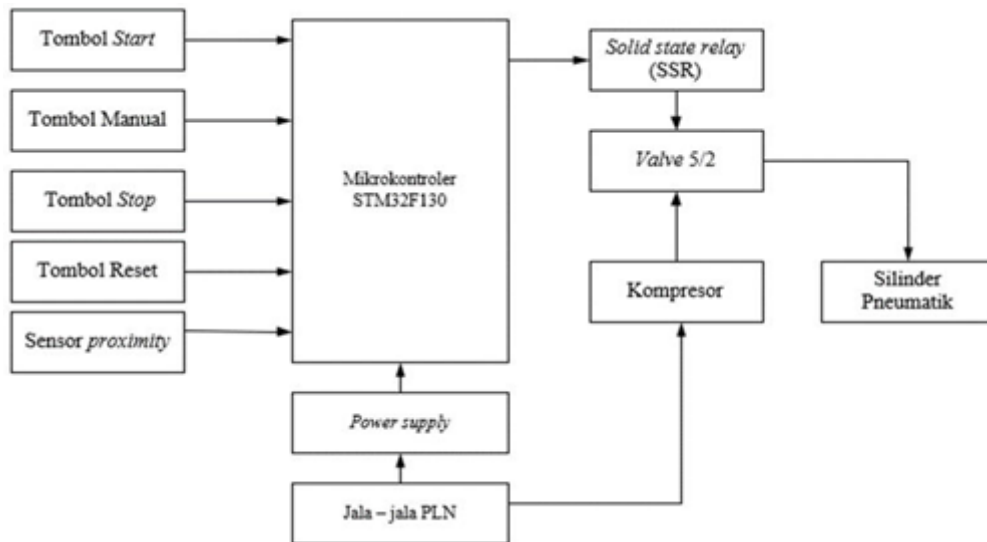 Tombol Start
Tombol Manual
Tombol Stop
Tombol Reset
Sensor proximity
Mikrokontroler
STM32F130
Power supply
Jala – jala PLN
Solid state relay
(SSR)
Valve 5/2
Kompresor
Silinder
Pneumatik